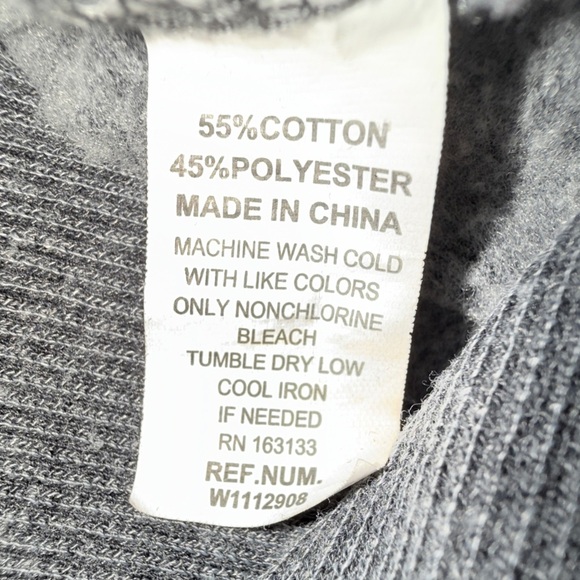 55%COTTON
45%POLYESTER
MADE IN CHINA
MACHINE WASH COLD
WITH LIKE COLORS
ONLY NONCHLORINE
BLEACH
TUMBLE DRY LOW
COOL IRON
IF NEEDED
RN 163133
REF.NUM.
W1112908